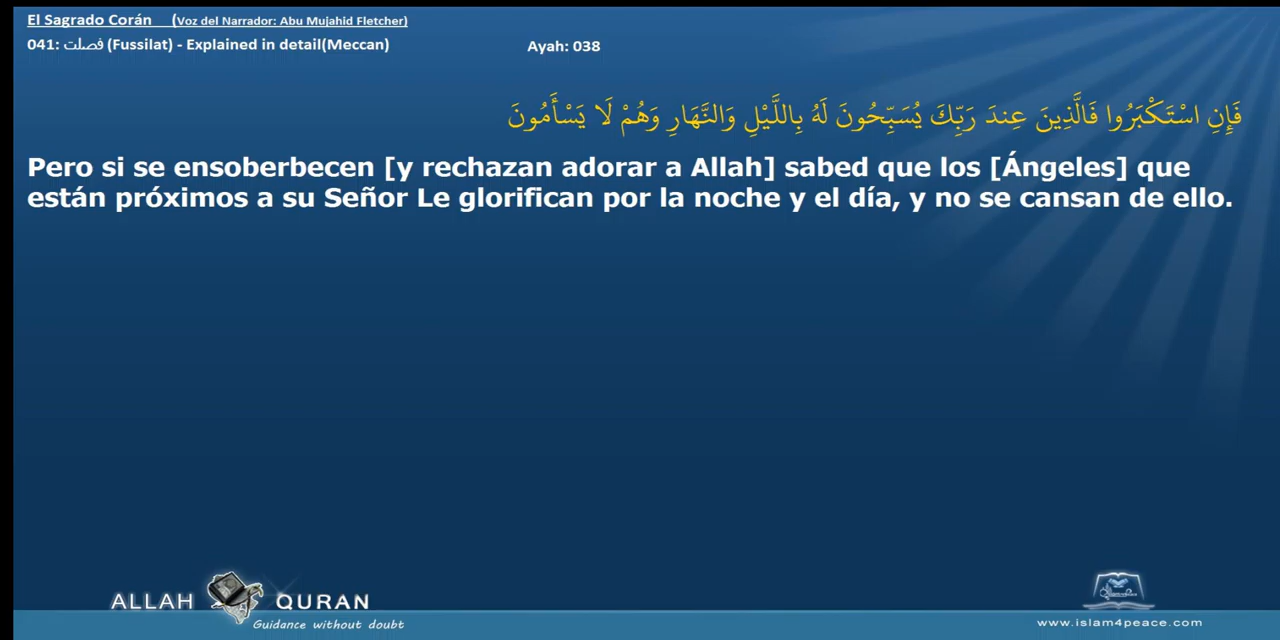 El Sagrado Corán (Voz del Narrador: Abu Mujahid Fletcher)
041: فصلت (Fussilat) - Explained in detail(Meccan) Ayah: 038
فَإِنِ اسْتَكْبَرُوا فَالَّذِينَ عِندَ رَبِّكَ يُسَبِّحُونَ لَهُ بِاللَّيْلِ وَالنَّهَارِ وَهُمْ لَا يَسْأَمُونَ
Pero si se ensoberbecen [y rechazan adorar a Allah] sabed que los [Ángeles] que
están próximos a su Señor Le glorifican por la noche y el día, y no se cansan de ello.
ALLAH QURAN
Guidance without doubt
www.islam4peace.com